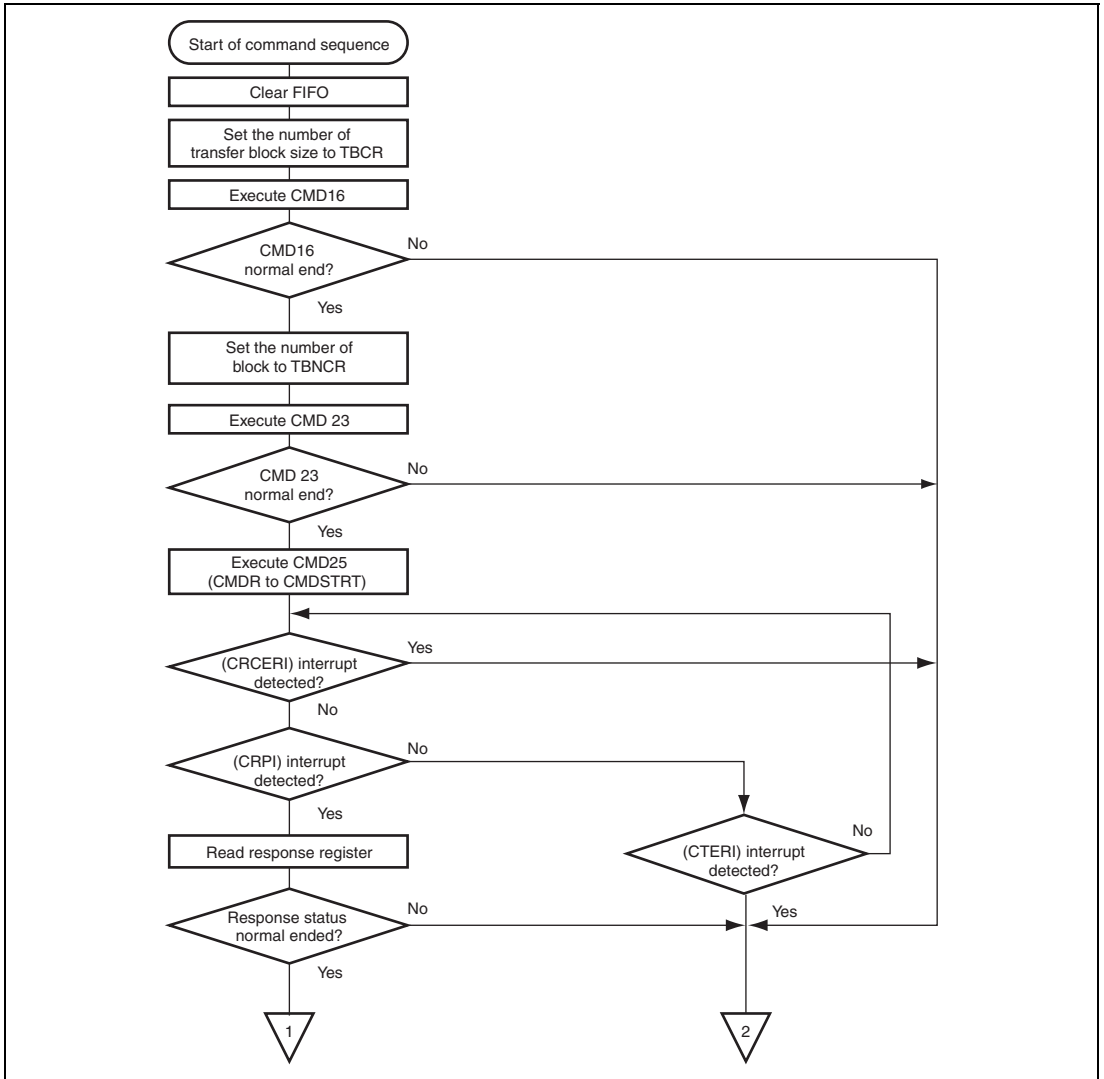 Start of command sequence
Clear FIFO
Set the number of
transfer block size to TBCR
Execute CMD16
CMD16
normal end?
No
Yes
Set the number of
block to TBNCR
Execute CMD 23
CMD 23
normal end?
No
Yes
Execute CMD25
(CMDR to CMDSTRT)
(CRCERI) interrupt
detected?
Yes
No
(CRPI) interrupt
detected?
No
Yes
Read response register
(CTERI) interrupt
detected?
No
Yes
Response status
normal ended?
No
Yes
1
2